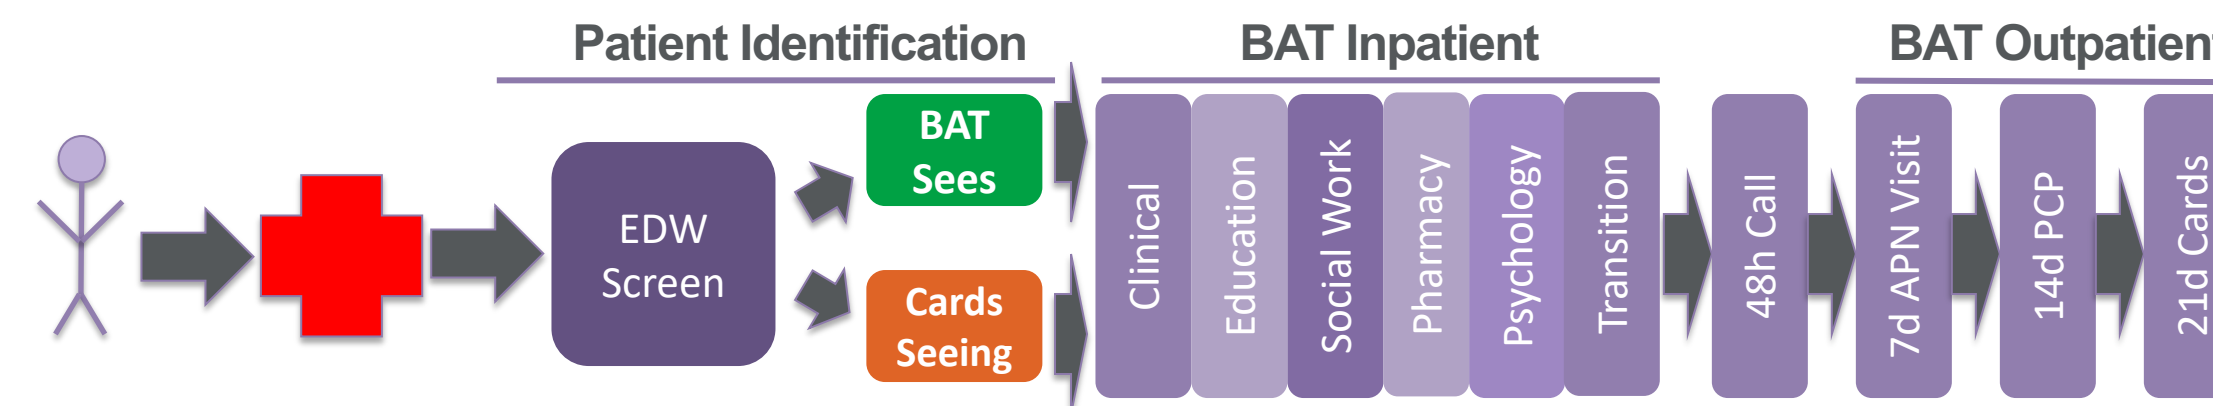 Patient Identification
BAT Inpatient
BAT Outpatient
EDW
Screen
BAT
Sees
Cards
Seeing
Clinical
Education
Social Work
Pharmacy
Psychology
Transition
48h Call
7d APN Visit
14d PCP
21d Cards